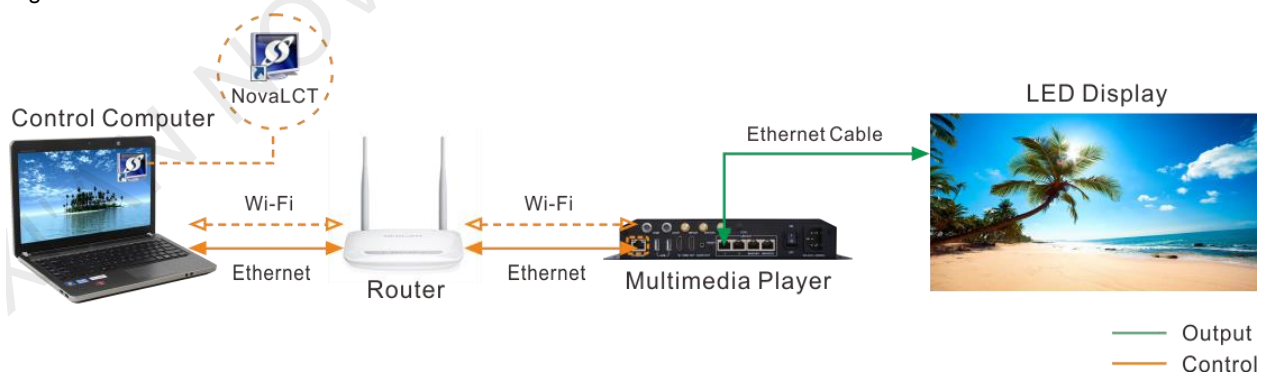 NovaLCT
Control Computer
LED Display
Ethernet Cable
Wi-Fi
Wi-Fi
Ethernet
Ethernet
Router
Multimedia Player
Output
Control